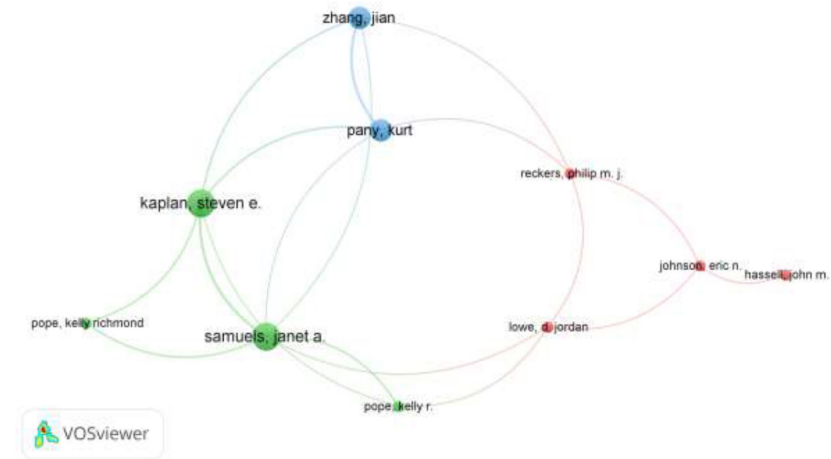 zhang, jian
pany, kurt
reckers, philip m. j.
kaplan, steven e.
johnson, eric n.
hassell, john m.
pope, kelly richmond
lowe, d. jordan
samuels, janet a.
pope, kelly r.
VOSviewer